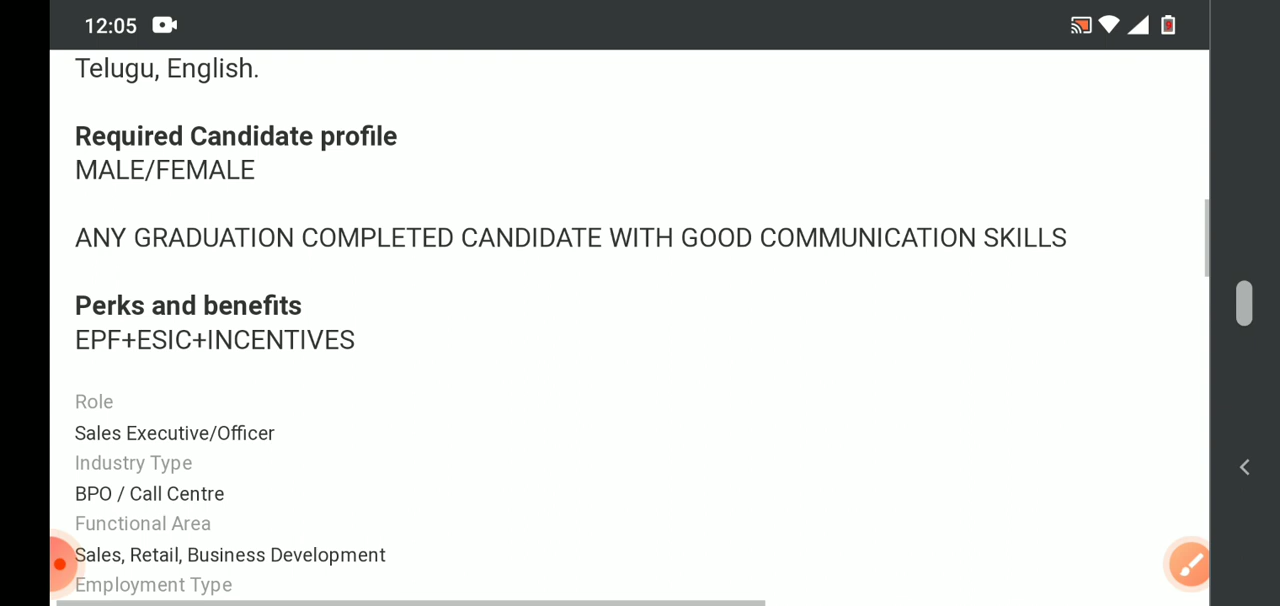 12:05
Telugu, English.
Required Candidate profile
MALE/FEMALE
ANY GRADUATION COMPLETED CANDIDATE WITH GOOD COMMUNICATION SKILLS
Perks and benefits
EPF+ESIC+INCENTIVES
Role
Sales Executive/Officer
Industry Type
BPO / Call Centre
Functional Area
Sales, Retail, Business Development
Employment Type